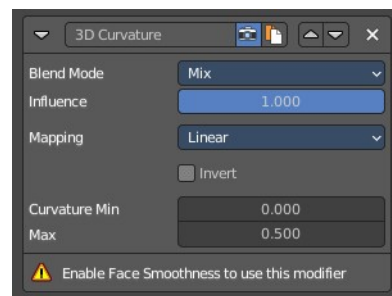 3D Curvature
Blend Mode Mix
Influence 1.000
Mapping Linear
Invert
Curvature Min 0.000
Max 0.500
Enable Face Smoothness to use this modifier